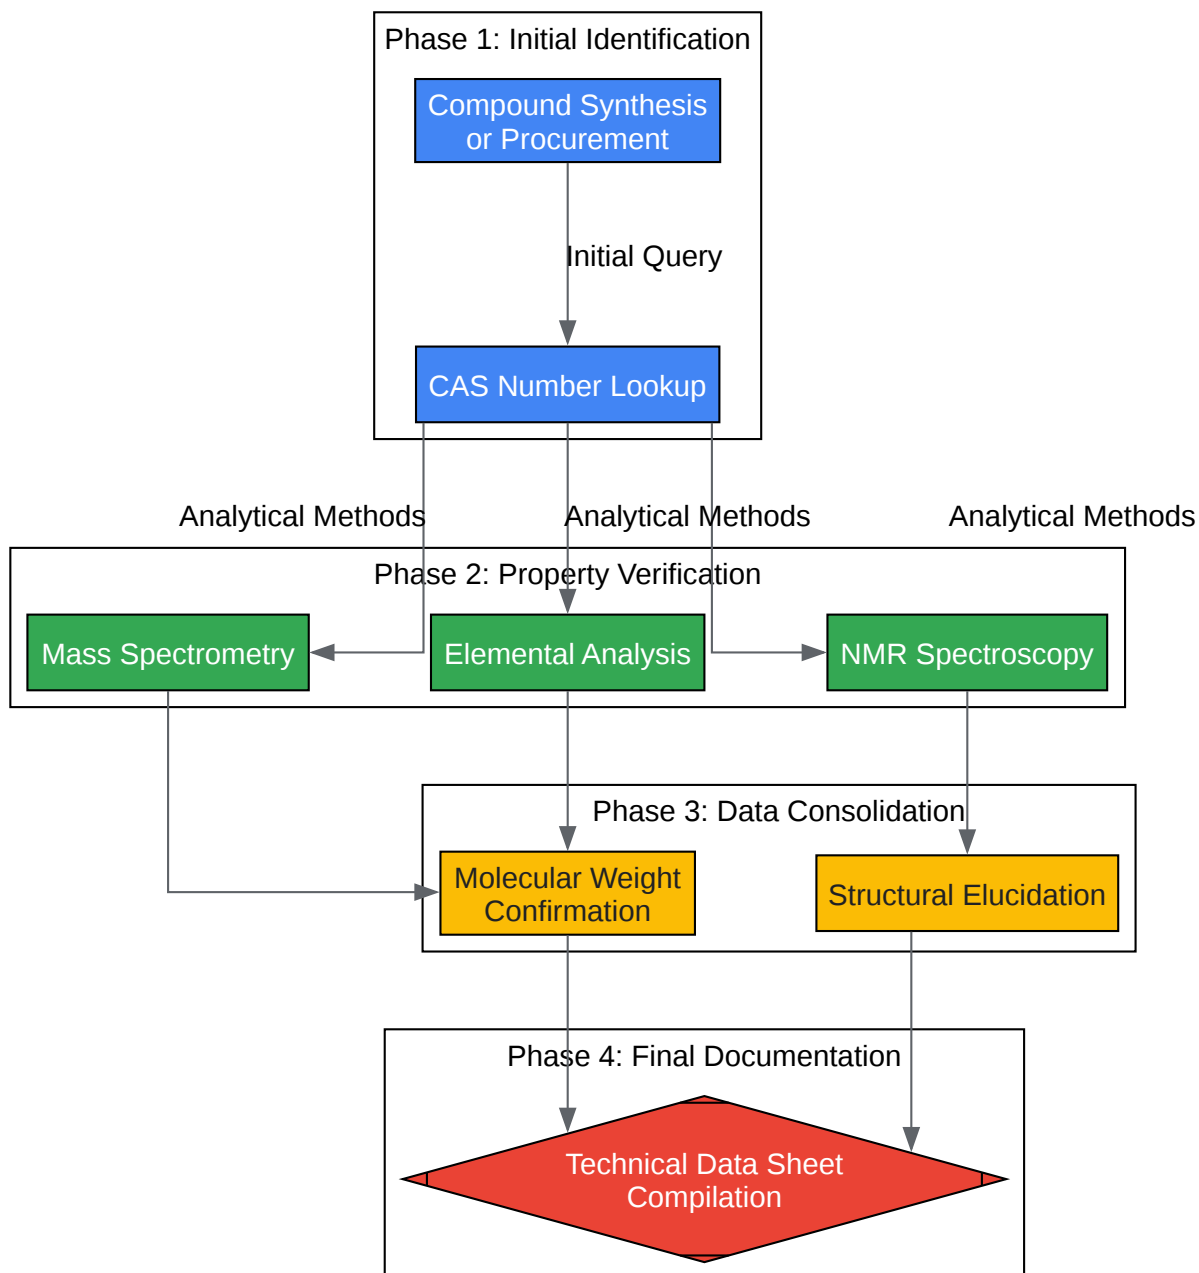 Phase 1: Initial Identification
Compound Synthesis
or Procurement
Initial Query
CAS Number Lookup
Analytical Methods
Analytical Methods
Analytical Methods
Phase 2: Property Verification
Mass Spectrometry
Elemental Analysis
NMR Spectroscopy
Phase 3: Data Consolidation
Molecular Weight
Confirmation
Structural Elucidation
Phase 4: Final Documentation
Technical Data Sheet
Compilation